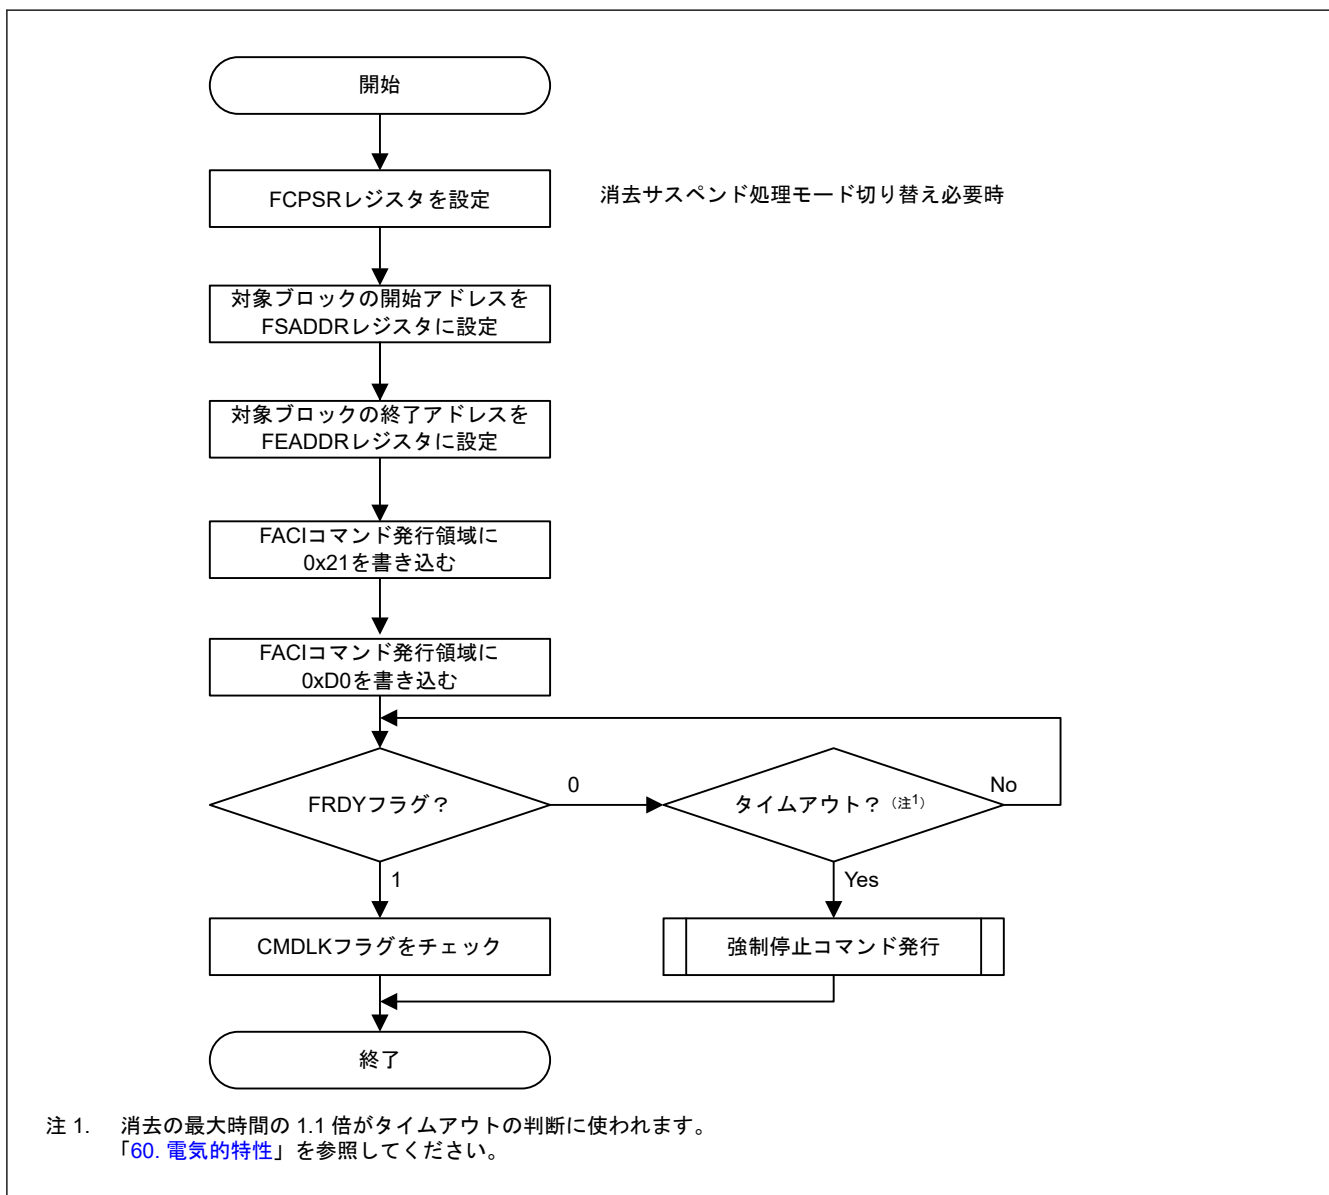 開始
FCPSRレジスタを設定
消去サスペンド処理モード切り替え必要時
対象ブロックの開始アドレスを
FSADDRレジスタに設定
対象ブロックの終了アドレスを
FEADDRレジスタに設定
FACIコマンド発行領域に
0x21を書き込む
FACIコマンド発行領域に
0xD0を書き込む
FRDYフラグ？
0
タイムアウト？（注1）
No
1
Yes
CMDLKフラグをチェック
強制停止コマンド発行
終了
注 1. 消去の最大時間の 1.1 倍がタイムアウトの判断に使われます。
「60. 電気的特性」を参照してください。